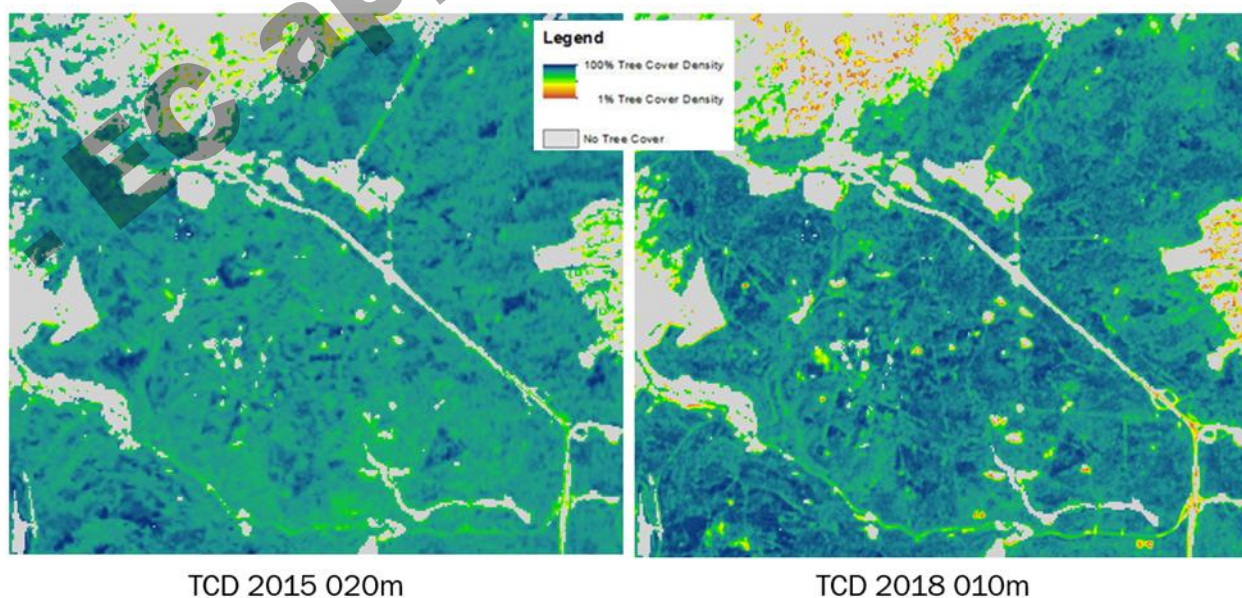 Legend
100% Tree Cover Density
1% Tree Cover Density
No Tree Cover
TCD 2015 020m
TCD 2018 010m